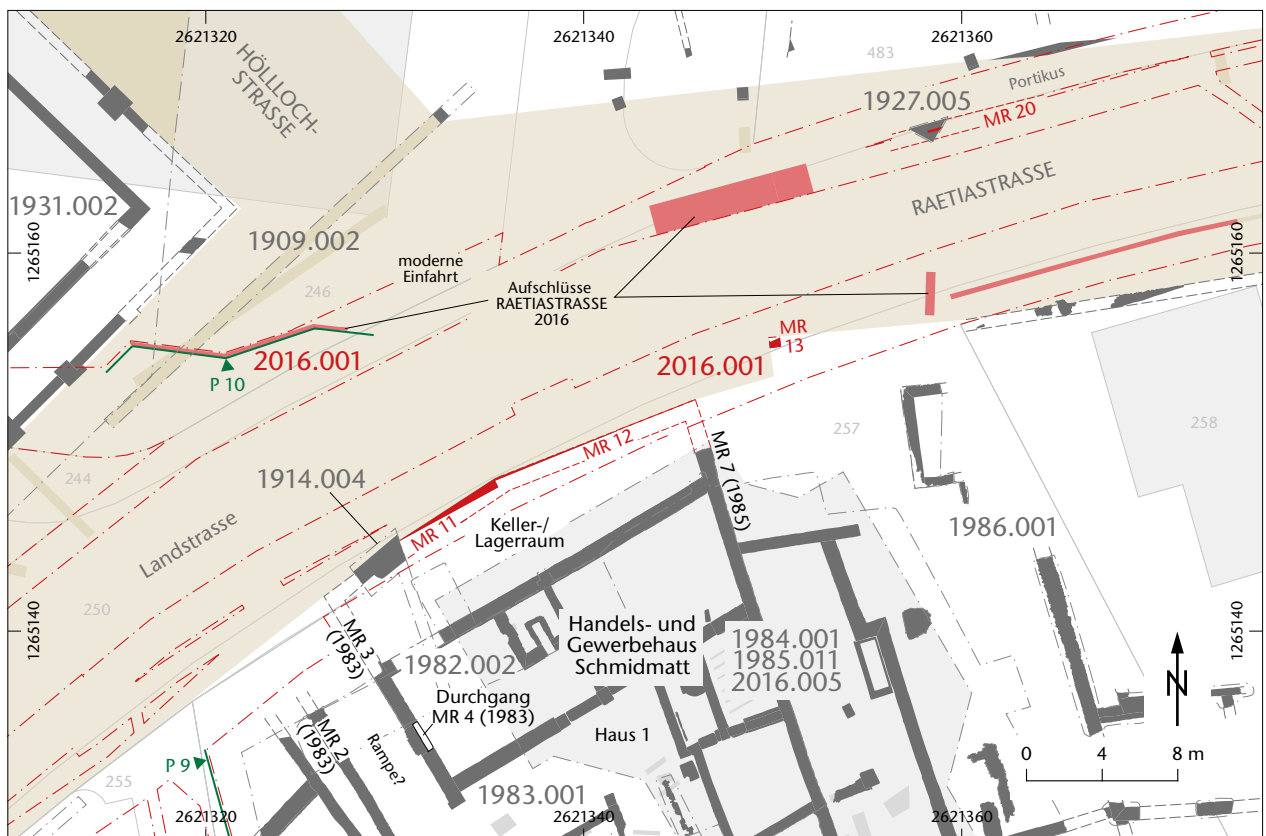 2621320
2621340
2621360
HÖLLLOCH-
STRASSE
483
Portikus
1927.005
MR 20
RAETIASTRASSE
1931.002
1909.002
moderne
Einfahrt
1265160
1265160
246
Aufschlüsse
RAETIASTRASSE
2016
2016.001
P 10
2016.001
MR
13
257
258
244
1914.004
MR 12
MR 7 (1985)
Landstrasse
MR 11
Keller-/
Lagerraum
1986.001
250
1265140
1265140
MR 3
(1983)
Handels- und
Gewerbehaus
Schmidmatt
1984.001
1985.011
2016.005
1982.002
Durchgang
MR 4 (1983)
N
MR 2
(1983)
Rampe?
Haus 1
0 4 8 m
P 9
255
1983.001
2621320
2621340
2621360